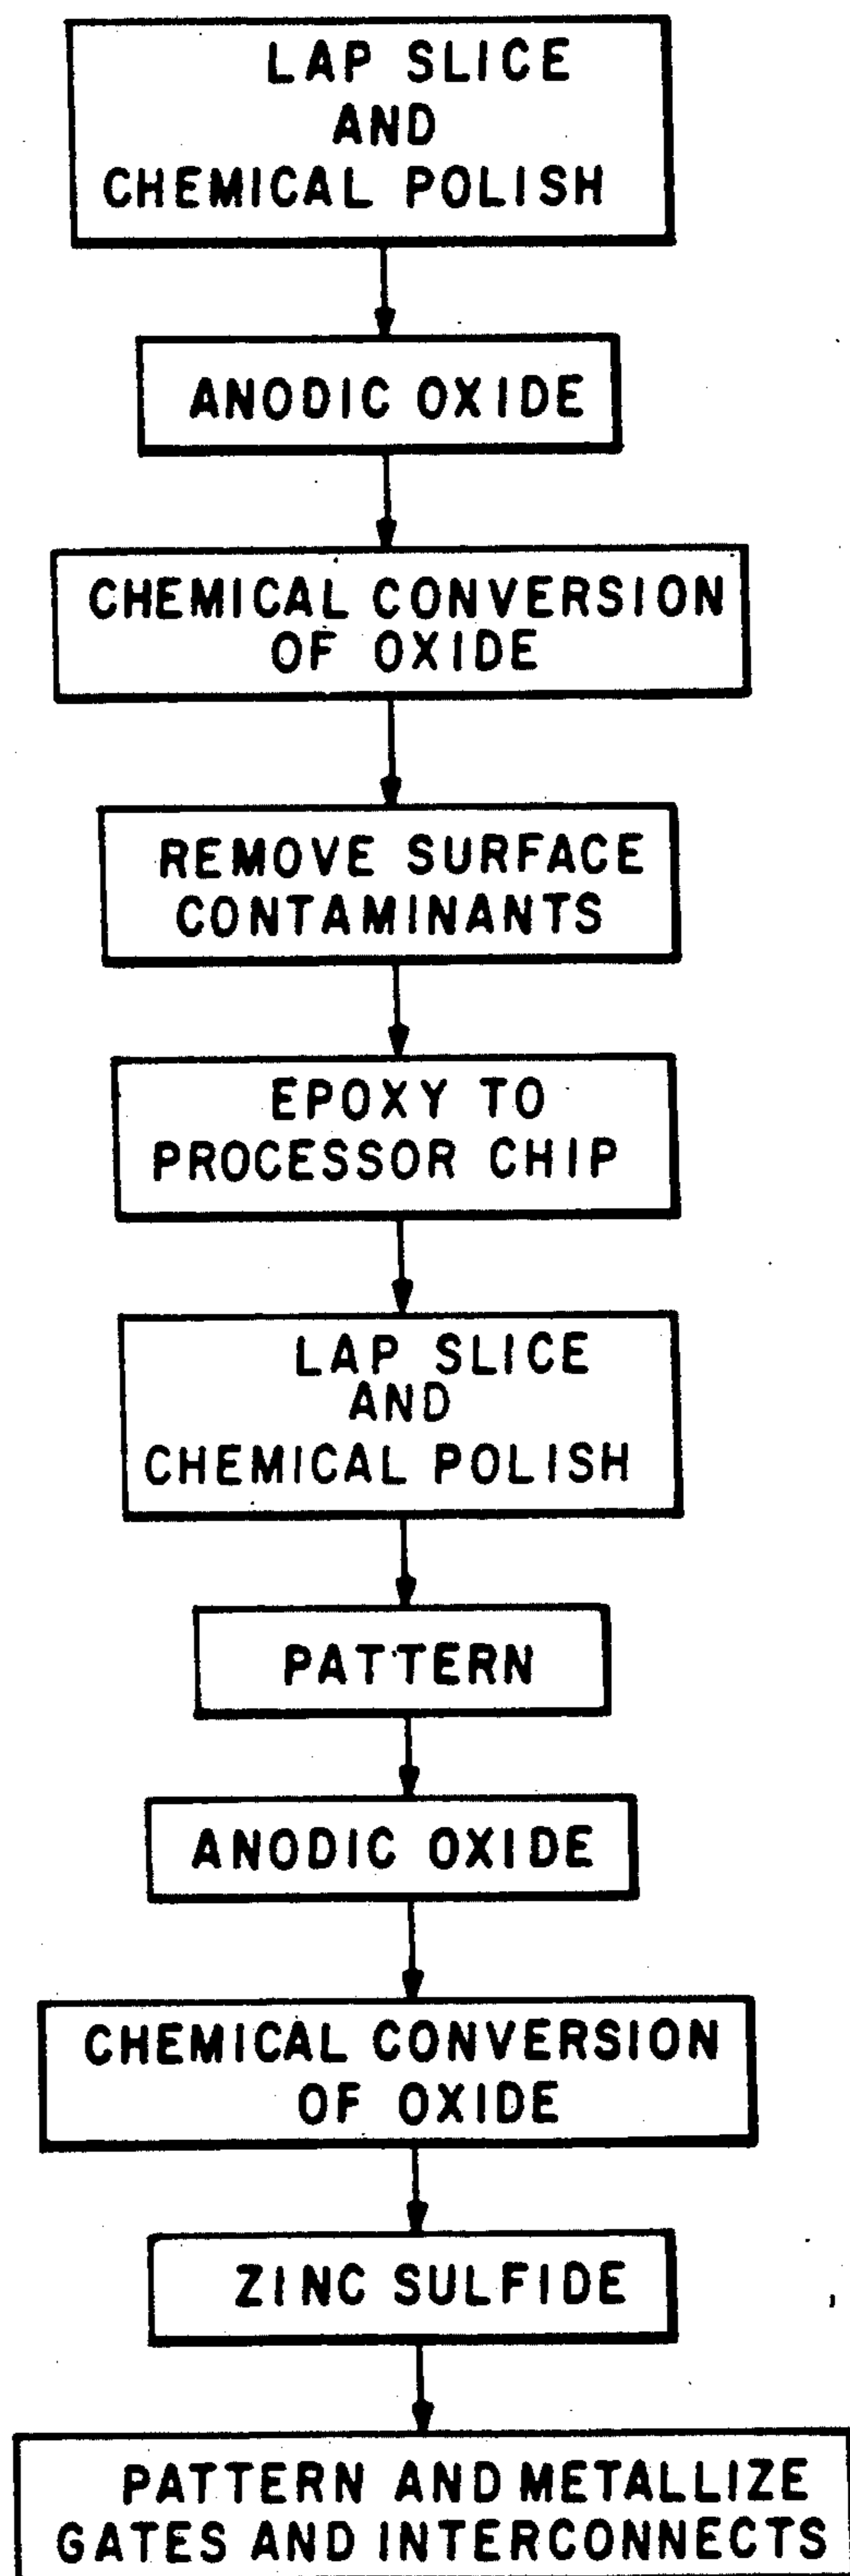 LAP SLICE
AND
CHEMICAL POLISH
ANODIC OXIDE
CHEMICAL CONVERSION
OF OXIDE
REMOVE SURFACE
CONTAMINANTS
EPOXY TO
PROCESSOR CHIP
LAP SLICE
AND
CHEMICAL POLISH
PATTERN
ANODIC OXIDE
CHEMICAL CONVERSION
OF OXIDE
ZINC SULFIDE
PATTERN AND METALLIZE
GATES AND INTERCONNECTS